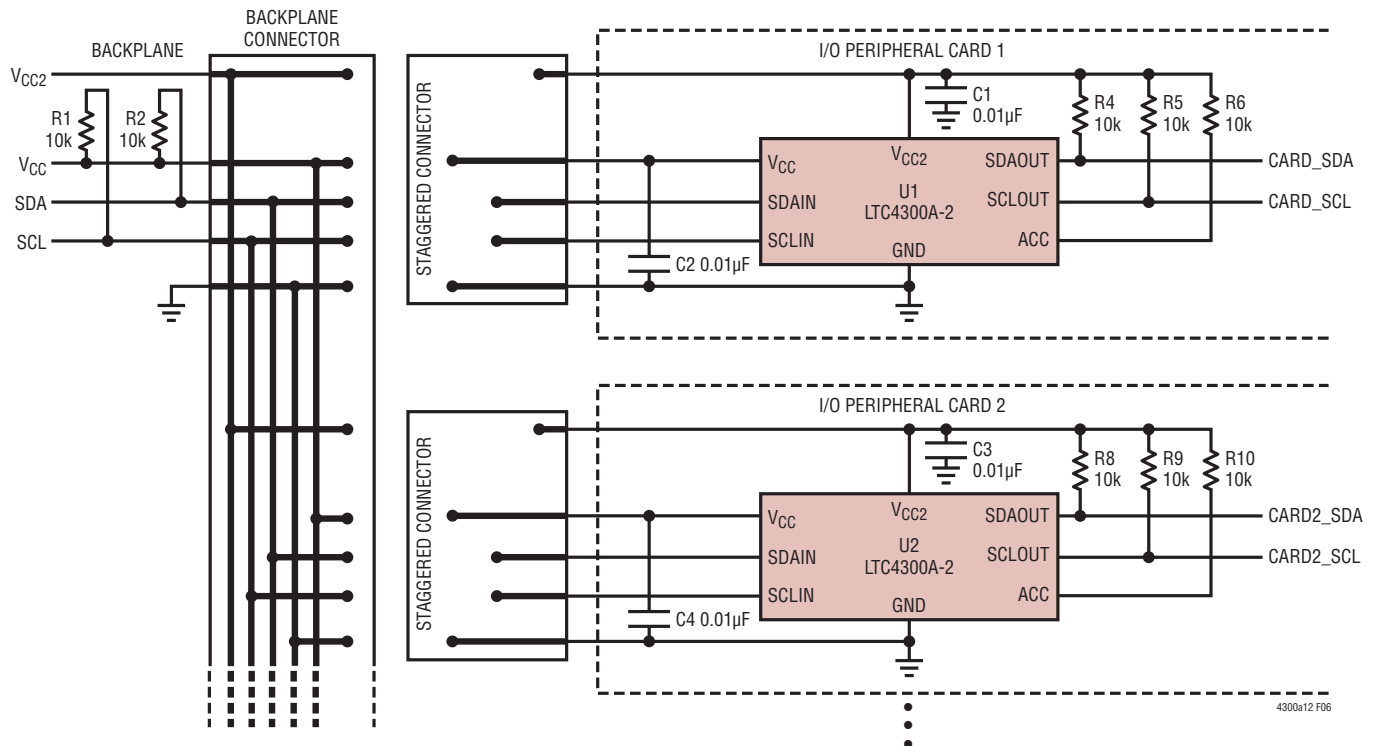 BACKPLANE
CONNECTOR
BACKPLANE
VCC2
R1
10k
R2
10k
VCC
SDA
SCL
STAGGERED CONNECTOR
I/O PERIPHERAL CARD 1
C1
0.01µF
R4
10k
R5
10k
R6
10k
VCC
VCC2
SDAOUT
CARD_SDA
U1
LTC4300A-2
SDAIN
SCLOUT
CARD_SCL
SCLIN
ACC
GND
C2 0.01µF
STAGGERED CONNECTOR
I/O PERIPHERAL CARD 2
C3
0.01µF
R8
10k
R9
10k
R10
10k
VCC
VCC2
SDAOUT
CARD2_SDA
U2
LTC4300A-2
SDAIN
SCLOUT
CARD2_SCL
SCLIN
ACC
GND
C4 0.01µF
4300a12 F06